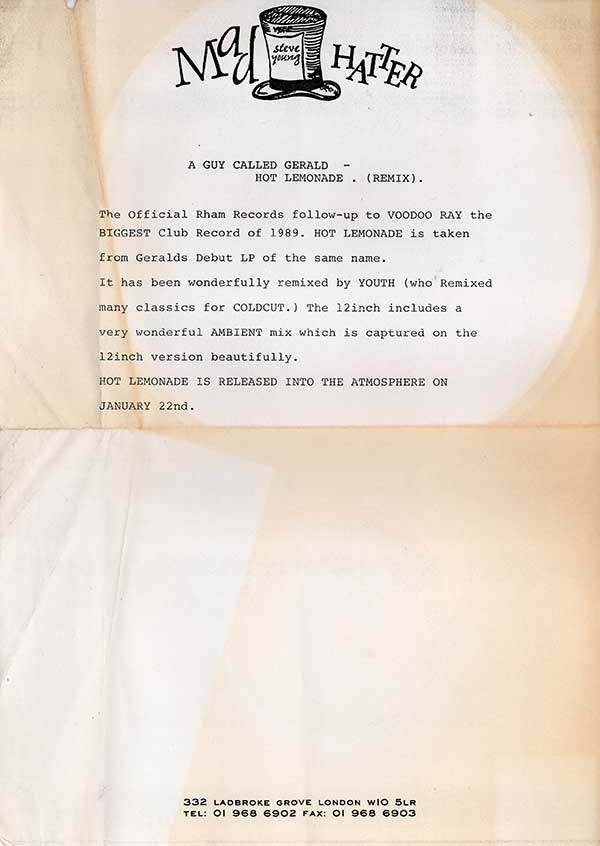 Mad HATTER
steve
young
A GUY CALLED GERALD -
HOT LEMONADE . (REMIX).
The Official Rham Records follow-up to VOODOO RAY the
BIGGEST Club Record of 1989. HOT LEMONADE is taken
from Geralds Debut LP of the same name.
It has been wonderfully remixed by YOUTH (who Remixed
many classics for COLDCUT.) The 12inch includes a
very wonderful AMBIENT mix which is captured on the
12inch version beautifully.
HOT LEMONADE IS RELEASED INTO THE ATMOSPHERE ON
JANUARY 22nd.
332 LADBROKE GROVE LONDON W10 5LR
TEL: 01 968 6902 FAX: 01 968 6903